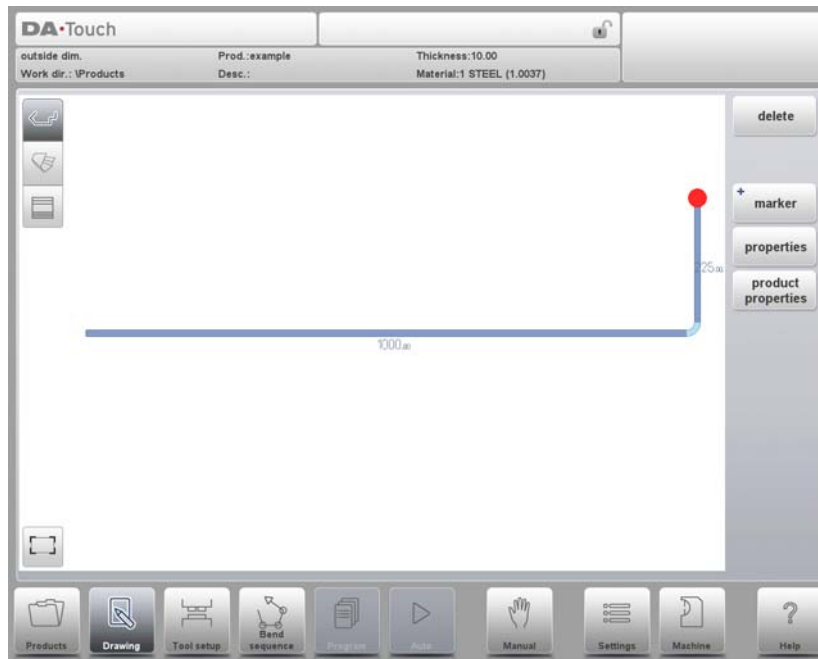 DA•Touch
outside dim. Prod.:example Thickness:10.00
Work dir.: \Products Desc.: Material:1 STEEL (1.0037)
delete
+
marker
225.00
properties
product
properties
1000.00
Products Drawing Tool setup Bend sequence Program Auto Manual Settings Machine ? Help